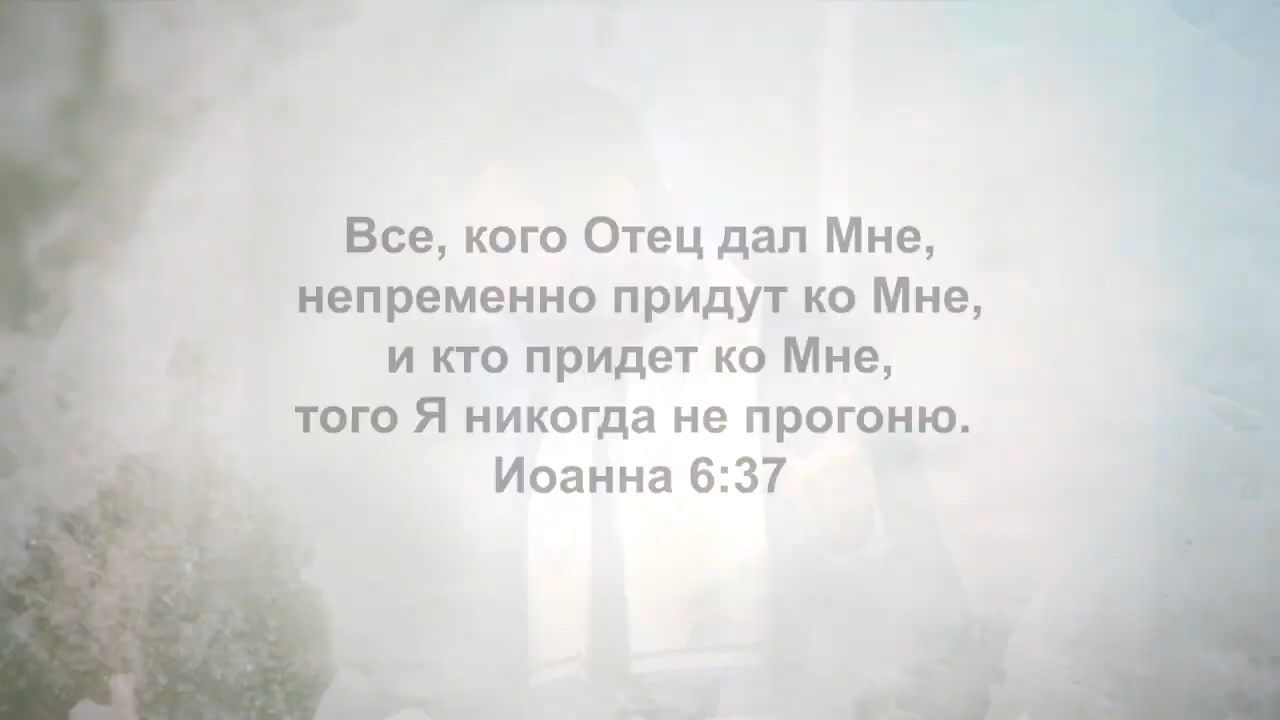 Все, кого Отец дал Мне,
непременно придут ко Мне,
и кто придет ко Мне,
того Я никогда не прогоню.
Иоанна 6:37